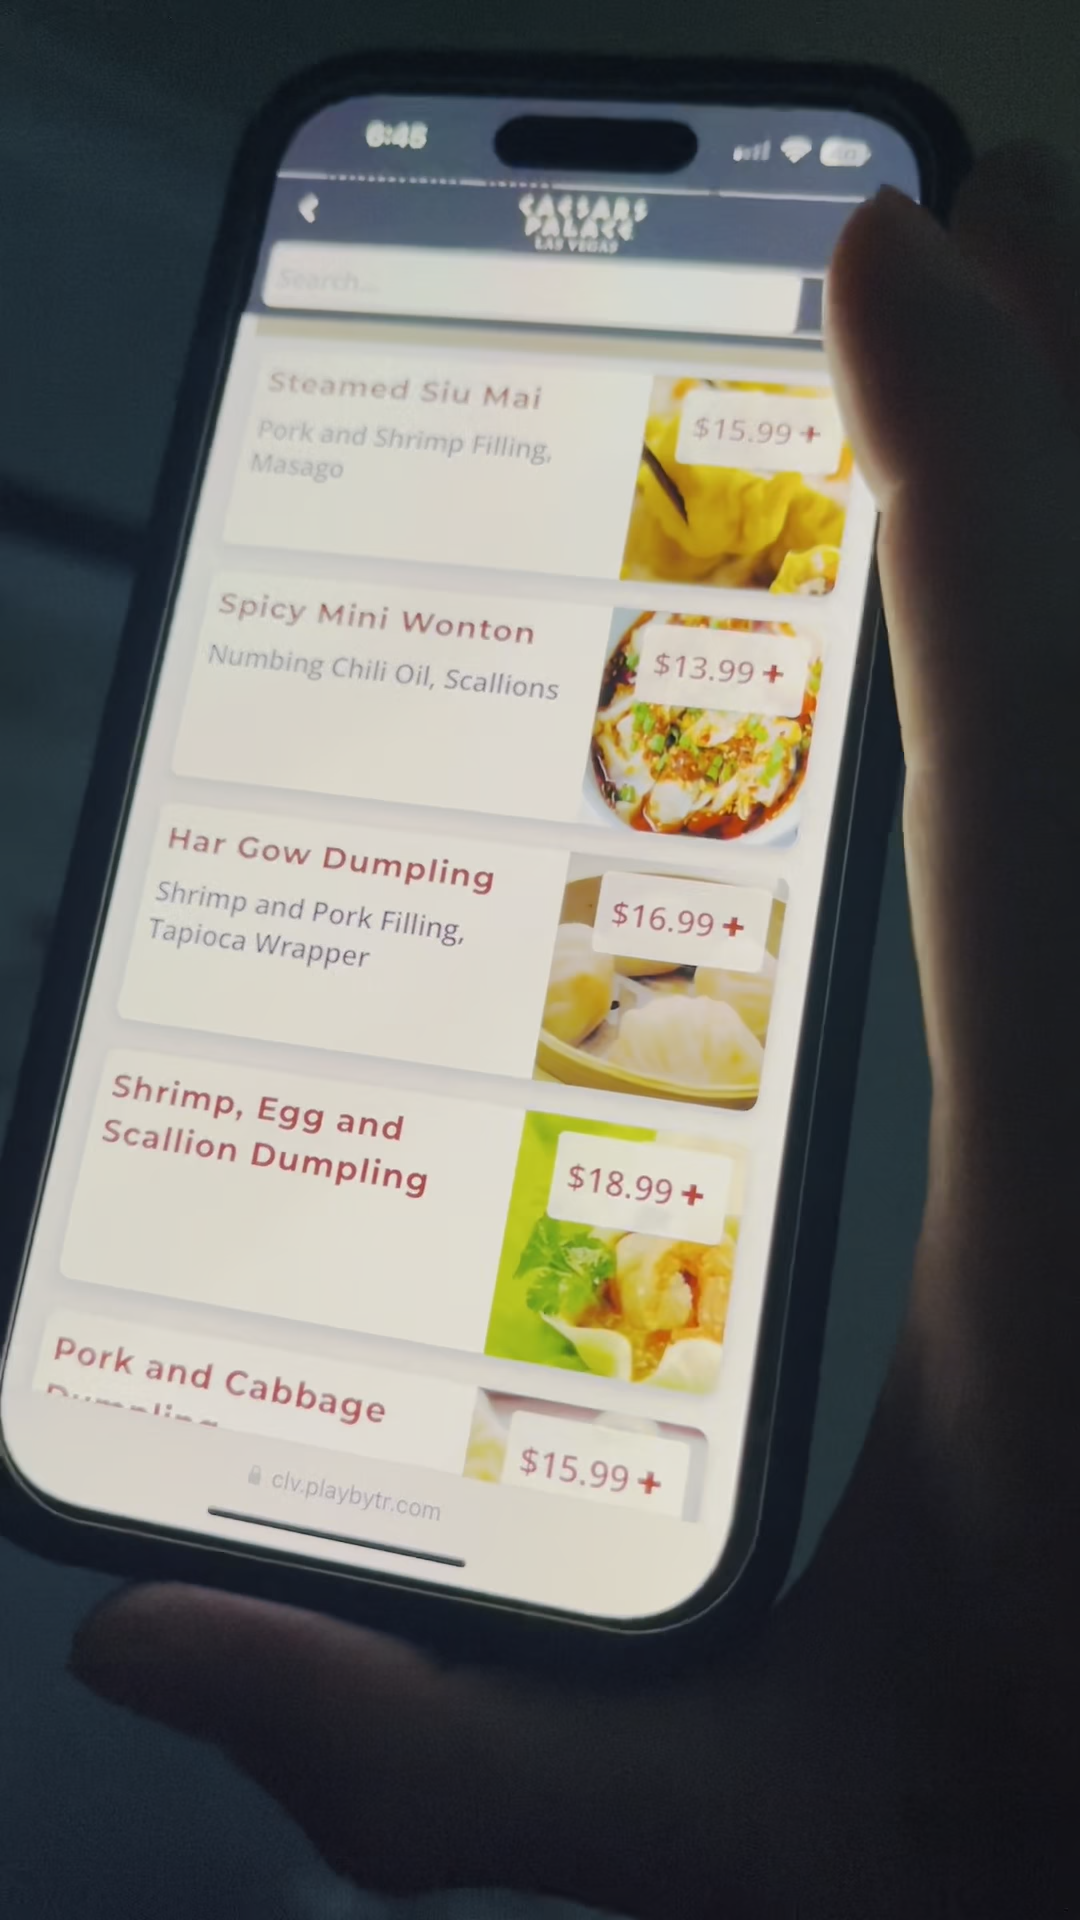 6:45
CAESARS
PALACE
LAS VEGAS
Search...
Steamed Siu Mai
Pork and Shrimp Filling,
Masago
$15.99 +
Spicy Mini Wonton
Numbing Chili Oil, Scallions
$13.99 +
Har Gow Dumpling
Shrimp and Pork Filling,
Tapioca Wrapper
$16.99 +
Shrimp, Egg and
Scallion Dumpling
$18.99 +
Pork and Cabbage
Dumpling
$15.99 +
clv.playbytr.com